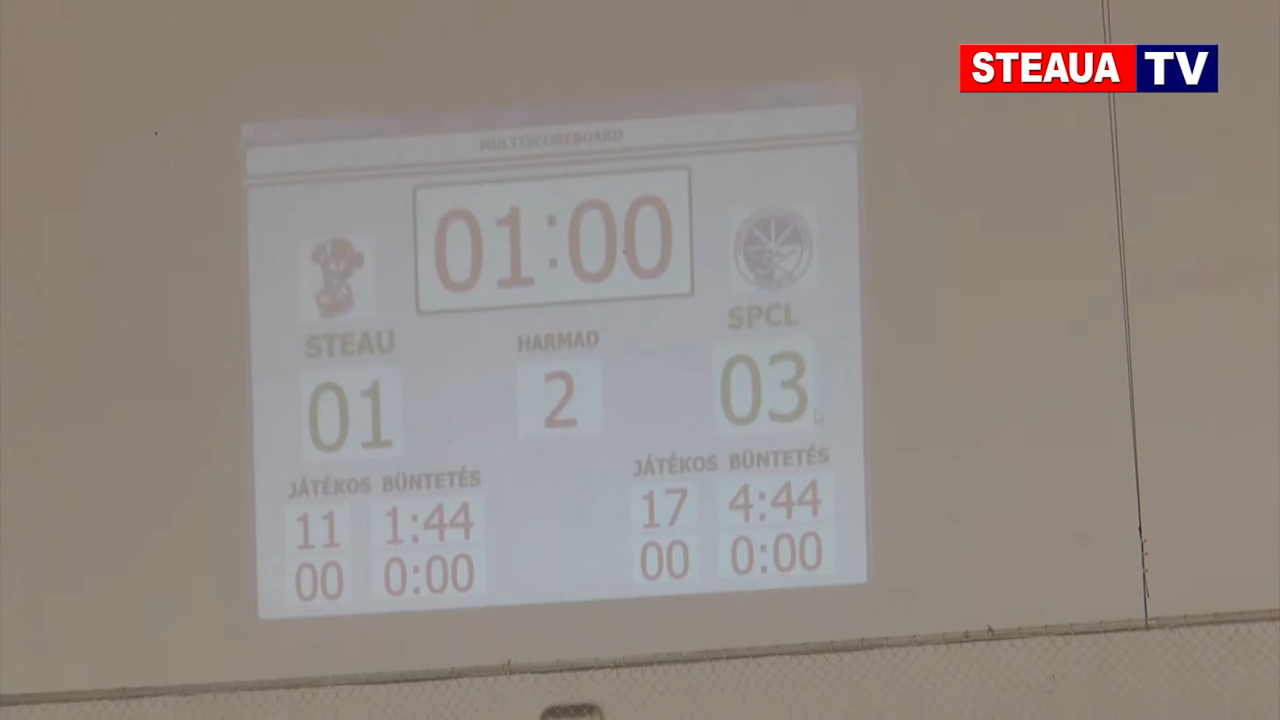 STEAUA TV
MULTISCOREBOARD
01:00
STEAU
HARMAD
SPCL
01
2
03
JÁTÉKOS BÜNTETÉS
11 1:44
00 0:00
JÁTÉKOS BÜNTETÉS
17 4:44
00 0:00